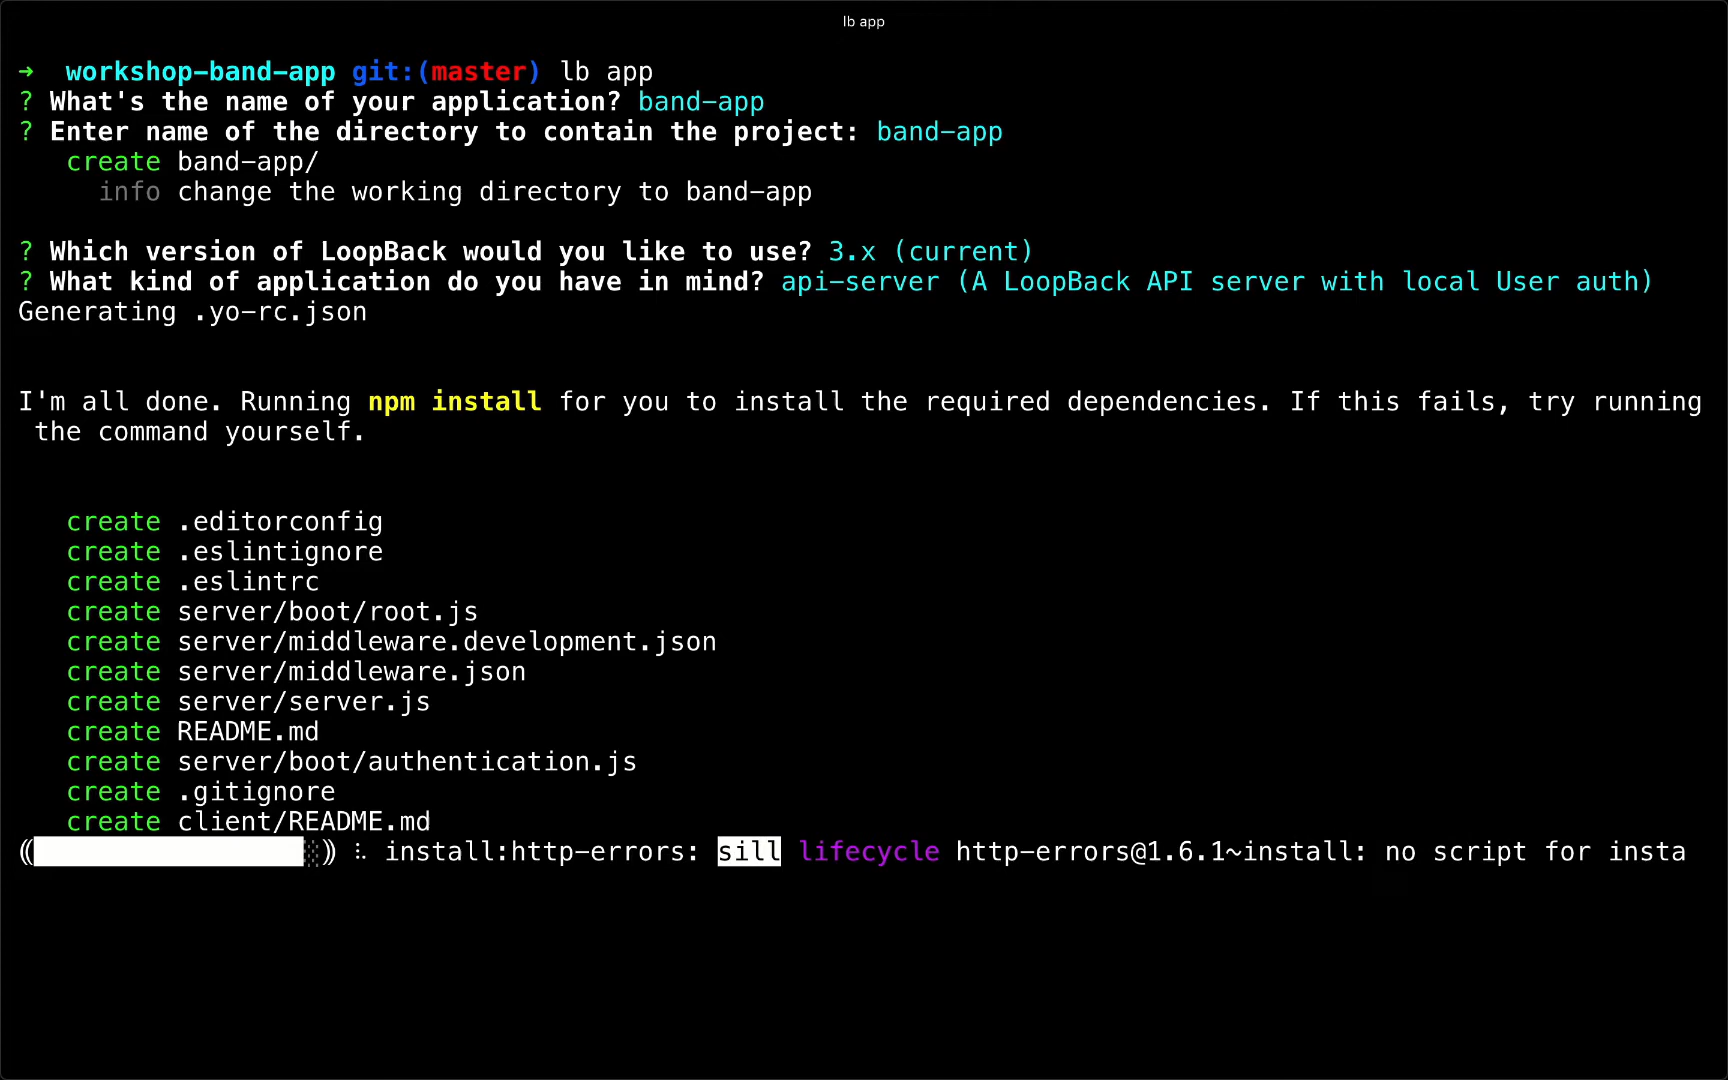 lb app
→ workshop-band-app git:(master) lb app
? What's the name of your application? band-app
? Enter name of the directory to contain the project: band-app
create band-app/
info change the working directory to band-app
? Which version of LoopBack would you like to use? 3.x (current)
? What kind of application do you have in mind? api-server (A LoopBack API server with local User auth)
Generating .yo-rc.json
I'm all done. Running npm install for you to install the required dependencies. If this fails, try running
the command yourself.
create .editorconfig
create .eslintignore
create .eslintrc
create server/boot/root.js
create server/middleware.development.json
create server/middleware.json
create server/server.js
create README.md
create server/boot/authentication.js
create .gitignore
create client/README.md
(█████████████████░░) ⠧ install:http-errors: sill lifecycle http-errors@1.6.1~install: no script for insta